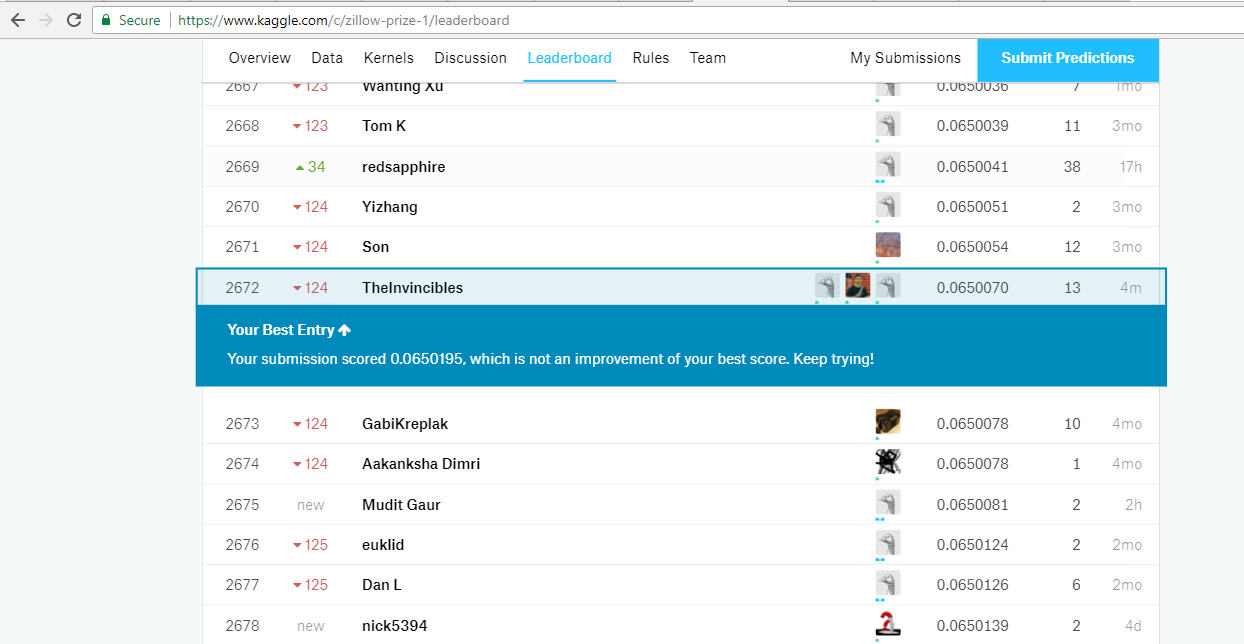 Secure https://www.kaggle.com/c/zillow-prize-1/leaderboard
Overview Data Kernels Discussion Leaderboard Rules Team My Submissions Submit Predictions
2667 123 Wanting Xu 0.0650036 7 1mo
2668 123 Tom K 0.0650039 11 3mo
2669 34 redsapphire 0.0650041 38 17h
2670 124 Yizhang 0.0650051 2 3mo
2671 124 Son 0.0650054 12 3mo
2672 124 TheInvincibles 0.0650070 13 4m
Your Best Entry
Your submission scored 0.0650195, which is not an improvement of your best score. Keep trying!
2673 124 GabiKreplak 0.0650078 10 4mo
2674 124 Aakanksha Dimri 0.0650078 1 4mo
2675 new Mudit Gaur 0.0650081 2 2h
2676 125 euklid 0.0650124 2 2mo
2677 125 Dan L 0.0650126 6 2mo
2678 new nick5394 0.0650139 2 4d